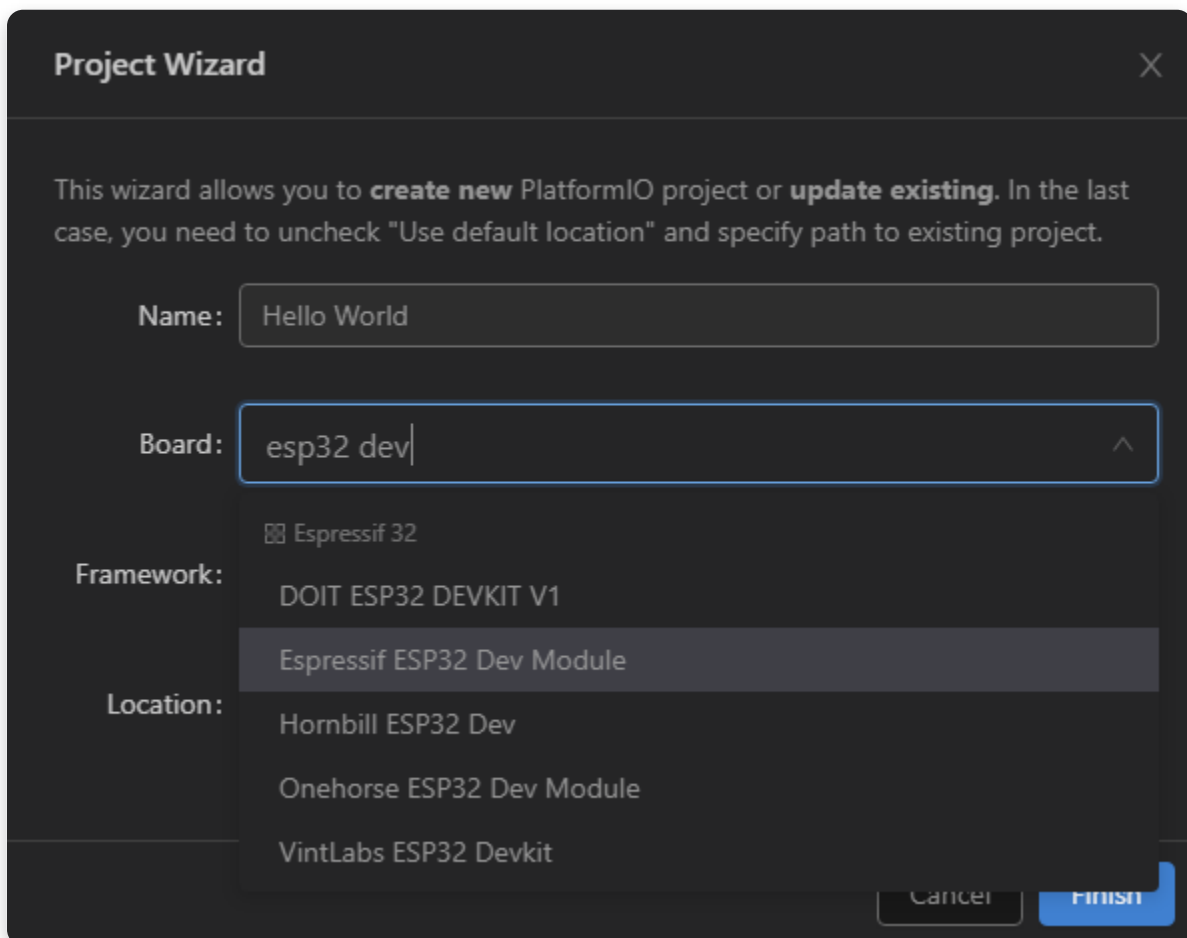 Project Wizard
This wizard allows you to create new PlatformIO project or update existing. In the last
case, you need to uncheck "Use default location" and specify path to existing project.
Name: Hello World
Board: esp32 dev
Espressif 32
Framework:
DOIT ESP32 DEVKIT V1
Espressif ESP32 Dev Module
Location:
Hornbill ESP32 Dev
Onehorse ESP32 Dev Module
VintLabs ESP32 Devkit
Cancel Finish